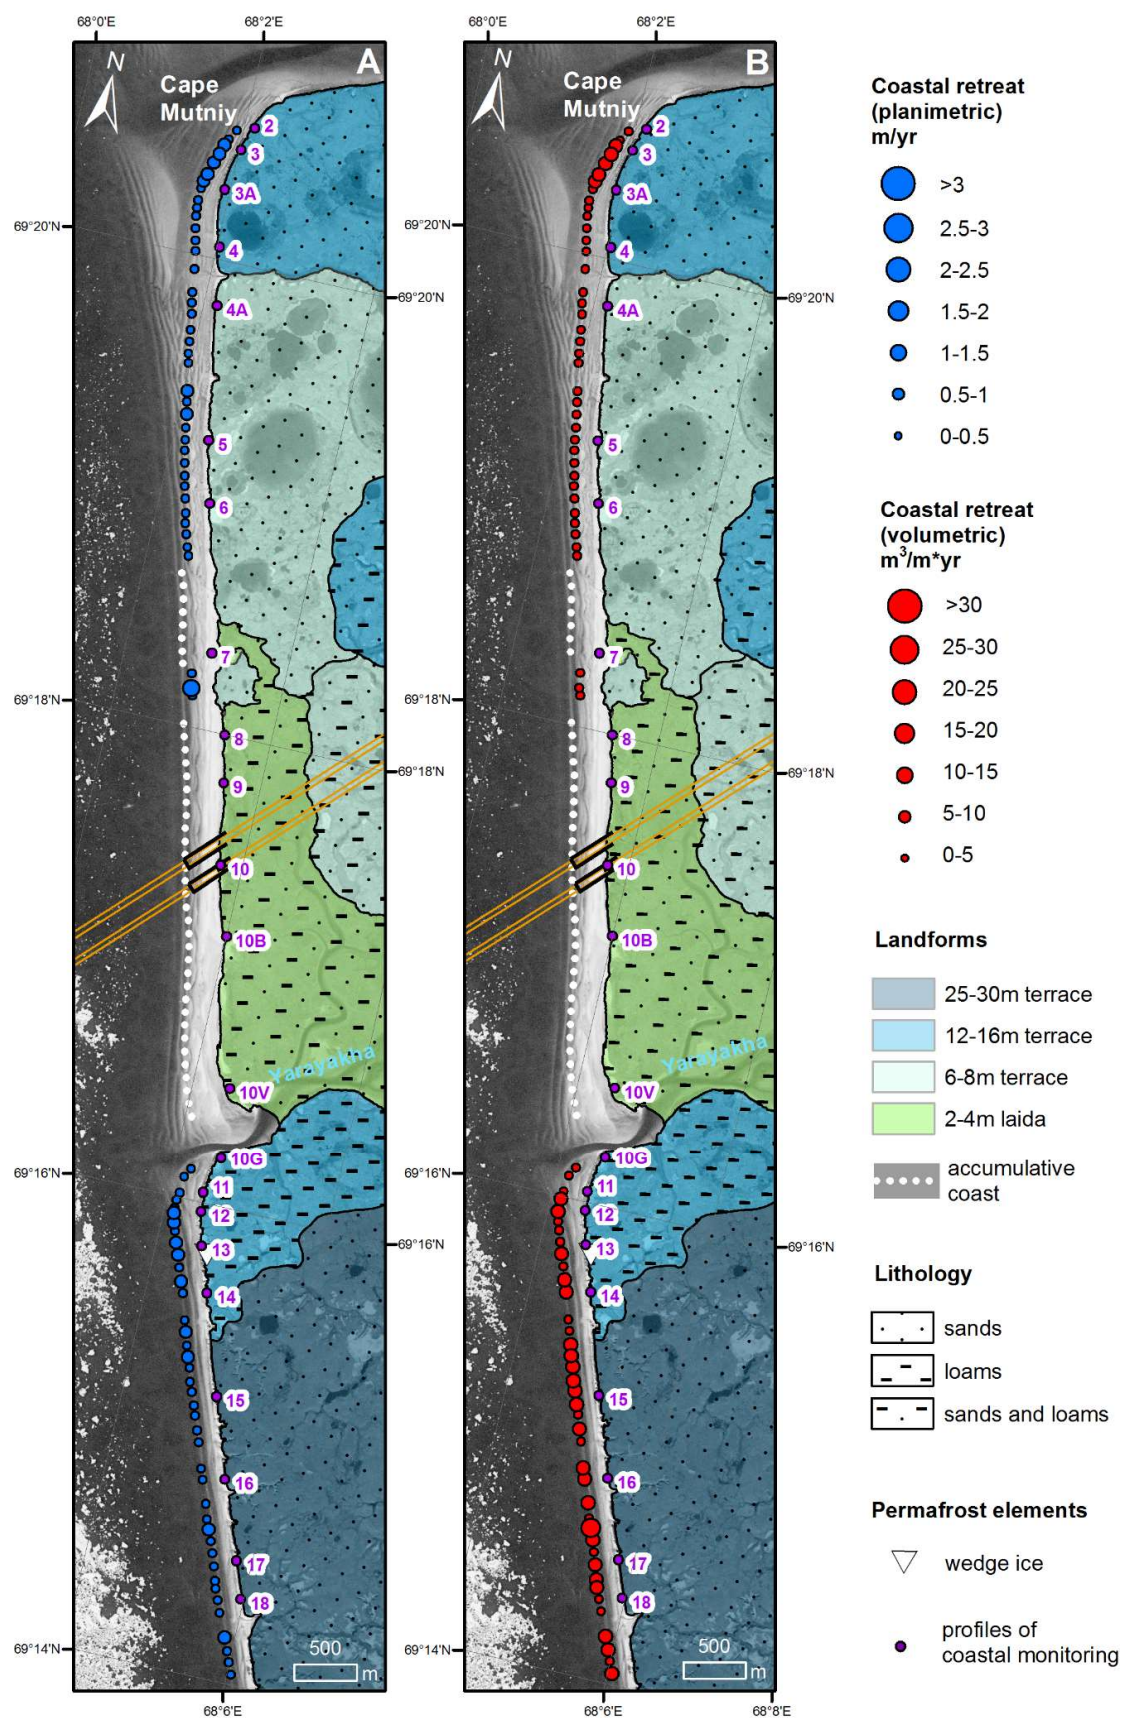 68°0'E
68°2'E
68°0'E
68°2'E
N
Cape
Mutniy
A
2
3
3A
4
4A
5
6
7
8
9
10
10B
Yarayakha
10V
10G
11
12
13
14
15
16
17
18
500
m
69°20'N
69°18'N
69°16'N
69°14'N
68°6'E
69°20'N
69°18'N
69°16'N
N
Cape
Mutniy
B
2
3
3A
4
4A
5
6
7
8
9
10
10B
Yarayakha
10V
10G
11
12
13
14
15
16
17
18
500
m
69°20'N
69°18'N
69°16'N
69°14'N
68°6'E
68°8'E
69°20'N
69°18'N
69°16'N
Coastal retreat
(planimetric)
m/yr
>3
2.5-3
2-2.5
1.5-2
1-1.5
0.5-1
0-0.5
Coastal retreat
(volumetric)
m³/m*yr
>30
25-30
20-25
15-20
10-15
5-10
0-5
Landforms
25-30m terrace
12-16m terrace
6-8m terrace
2-4m laida
accumulative
coast
Lithology
sands
loams
sands and loams
Permafrost elements
wedge ice
profiles of
coastal monitoring